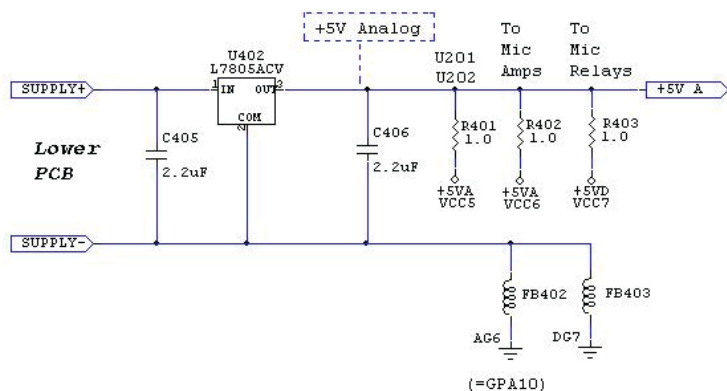 +5V Analog
U402
L7805ACV
1 IN OUT 3
COM
2
U201
U202
To
Mic
Amps
To
Mic
Relays
SUPPLY+
+5V A
Lower
PCB
C405
2.2uF
C406
2.2uF
R401
1.0
R402
1.0
R403
1.0
+5VA
VCC5
+5VA
VCC6
+5VD
VCC7
SUPPLY-
FB402
FB403
AG6
DG7
(=GPA10)